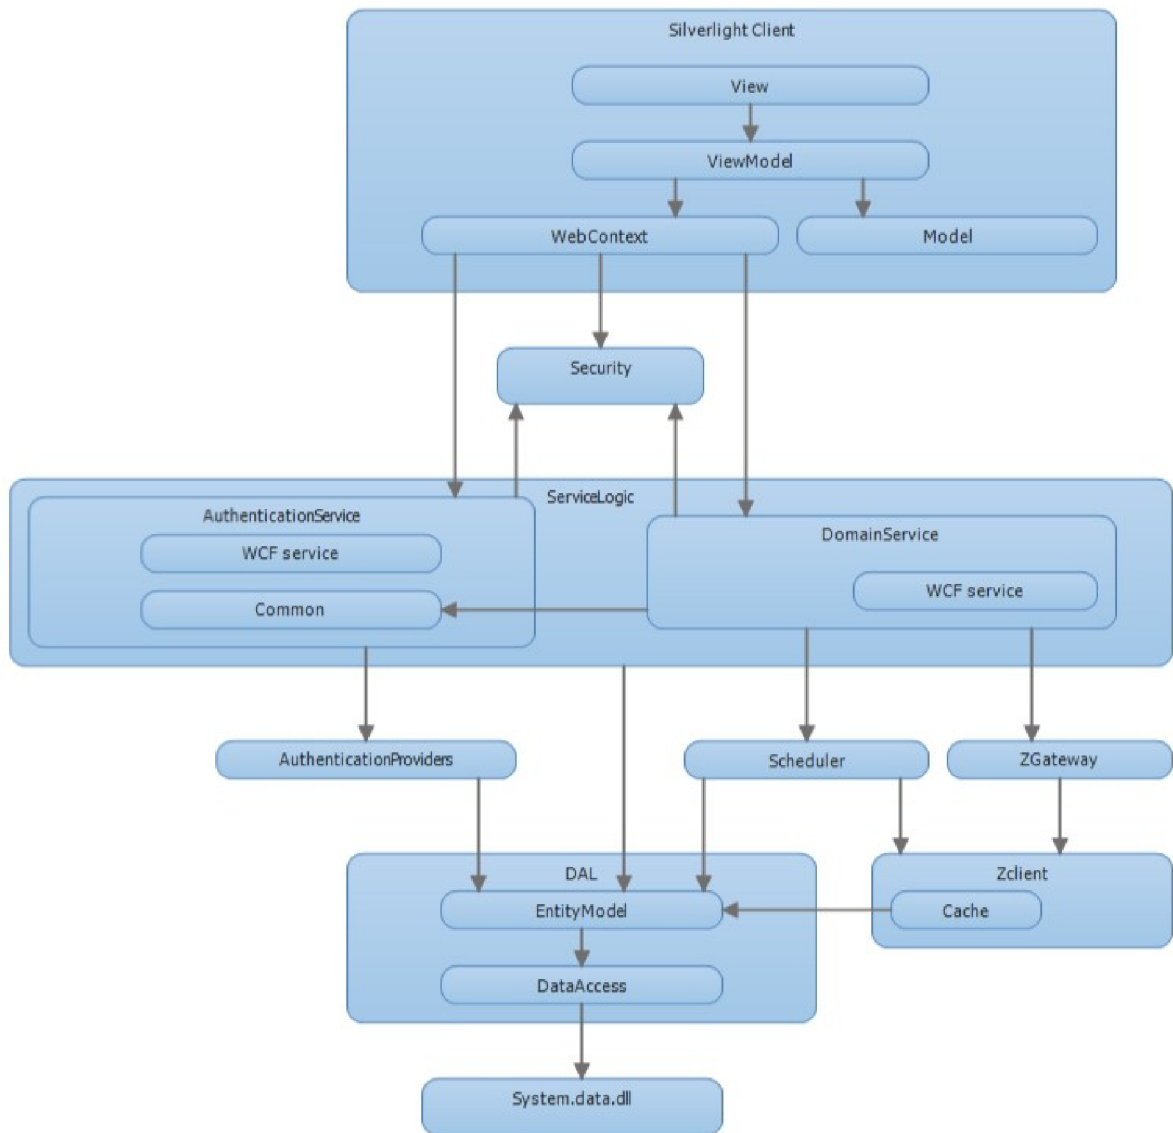 Silverlight Client
View
ViewModel
WebContext
Model
Security
ServiceLogic
AuthenticationService
DomainService
WCF service
WCF service
Common
AuthenticationProviders
Scheduler
ZGateway
DAL
Zclient
EntityModel
Cache
DataAccess
System.data.dll